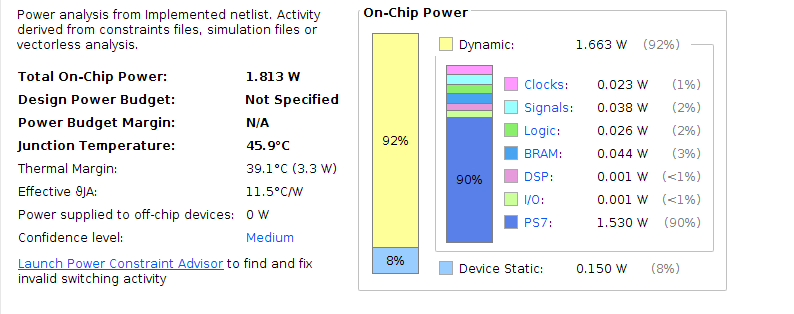 Power analysis from Implemented netlist. Activity
derived from constraints files, simulation files or
vectorless analysis.
Total On-Chip Power: 1.813 W
Design Power Budget: Not Specified
Power Budget Margin: N/A
Junction Temperature: 45.9°C
Thermal Margin: 39.1°C (3.3 W)
Effective ϑJA: 11.5°C/W
Power supplied to off-chip devices: 0 W
Confidence level: Medium
Launch Power Constraint Advisor to find and fix
invalid switching activity
On-Chip Power
92%
8%
Dynamic: 1.663 W (92%)
90%
Clocks: 0.023 W (1%)
Signals: 0.038 W (2%)
Logic: 0.026 W (2%)
BRAM: 0.044 W (3%)
DSP: 0.001 W (<1%)
I/O: 0.001 W (<1%)
PS7: 1.530 W (90%)
Device Static: 0.150 W (8%)